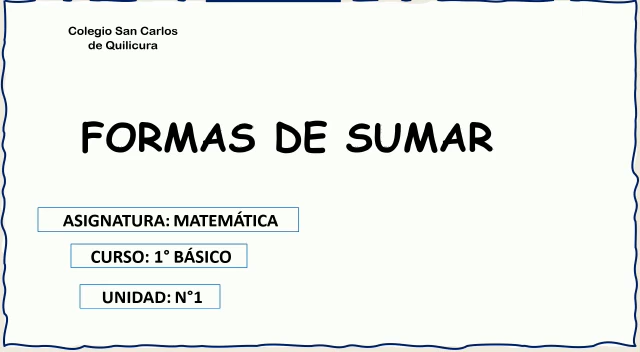 Colegio San Carlos
de Quilicura
FORMAS DE SUMAR
ASIGNATURA: MATEMÁTICA
CURSO: 1° BÁSICO
UNIDAD: N°1